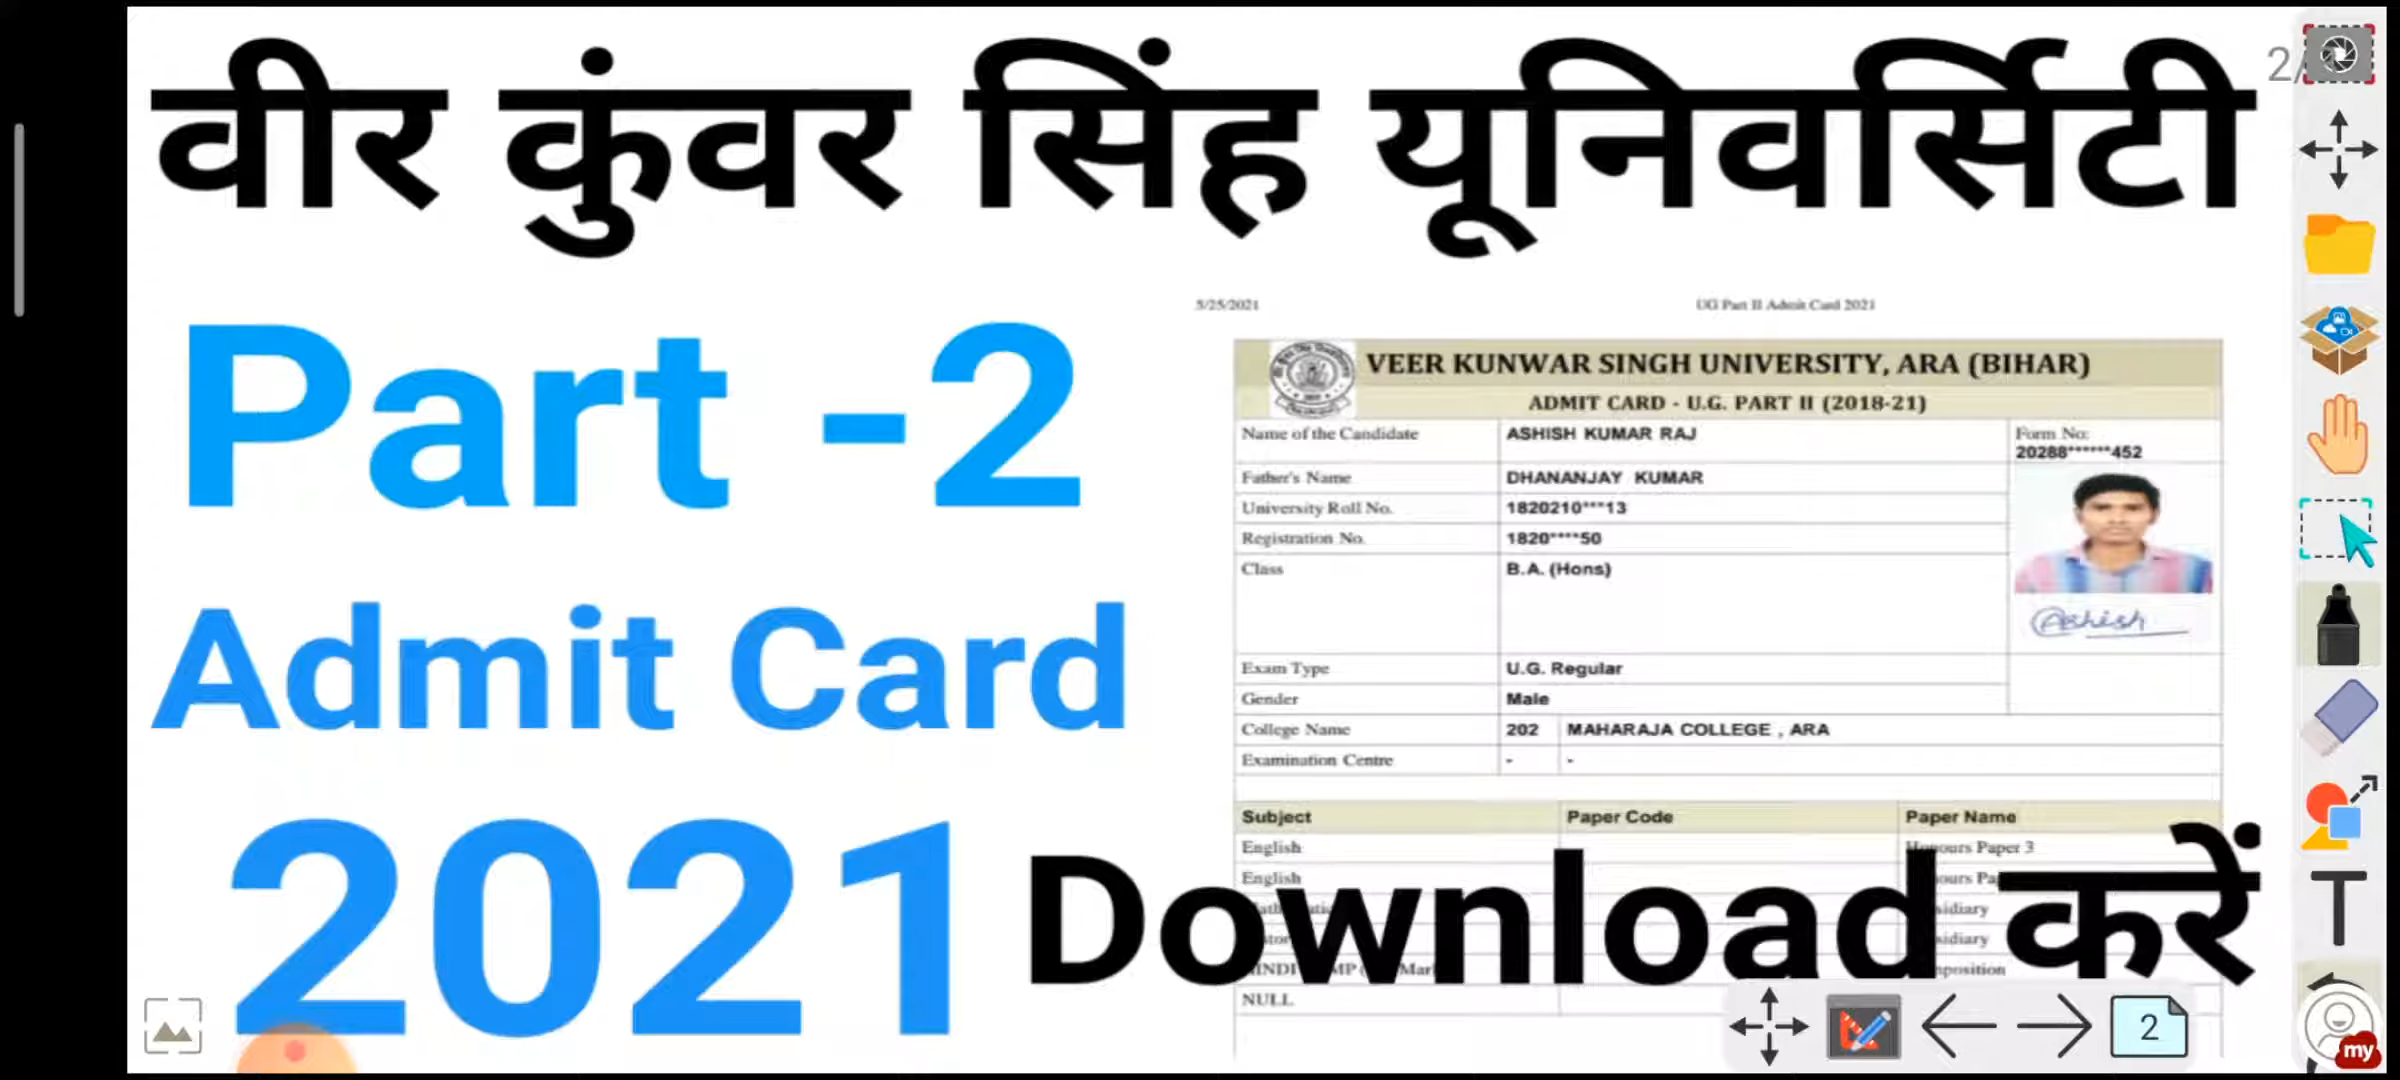 वीर कुंवर सिंह यूनिवर्सिटी
2/
Part -2
Admit Card
2021
Download करें
5/25/2021 UG Part II Admit Card 2021
VEER KUNWAR SINGH UNIVERSITY, ARA (BIHAR)
ADMIT CARD - U.G. PART II (2018-21)
Name of the Candidate ASHISH KUMAR RAJ Form No:
20288******452
Father's Name DHANANJAY KUMAR
University Roll No. 1820210***13
Registration No. 1820****50
Class B.A. (Hons)
Ashish
Exam Type U.G. Regular
Gender Male
College Name 202 MAHARAJA COLLEGE , ARA
Examination Centre - -
Subject Paper Code Paper Name
English Honours Paper 3
English
NULL
T
2
my